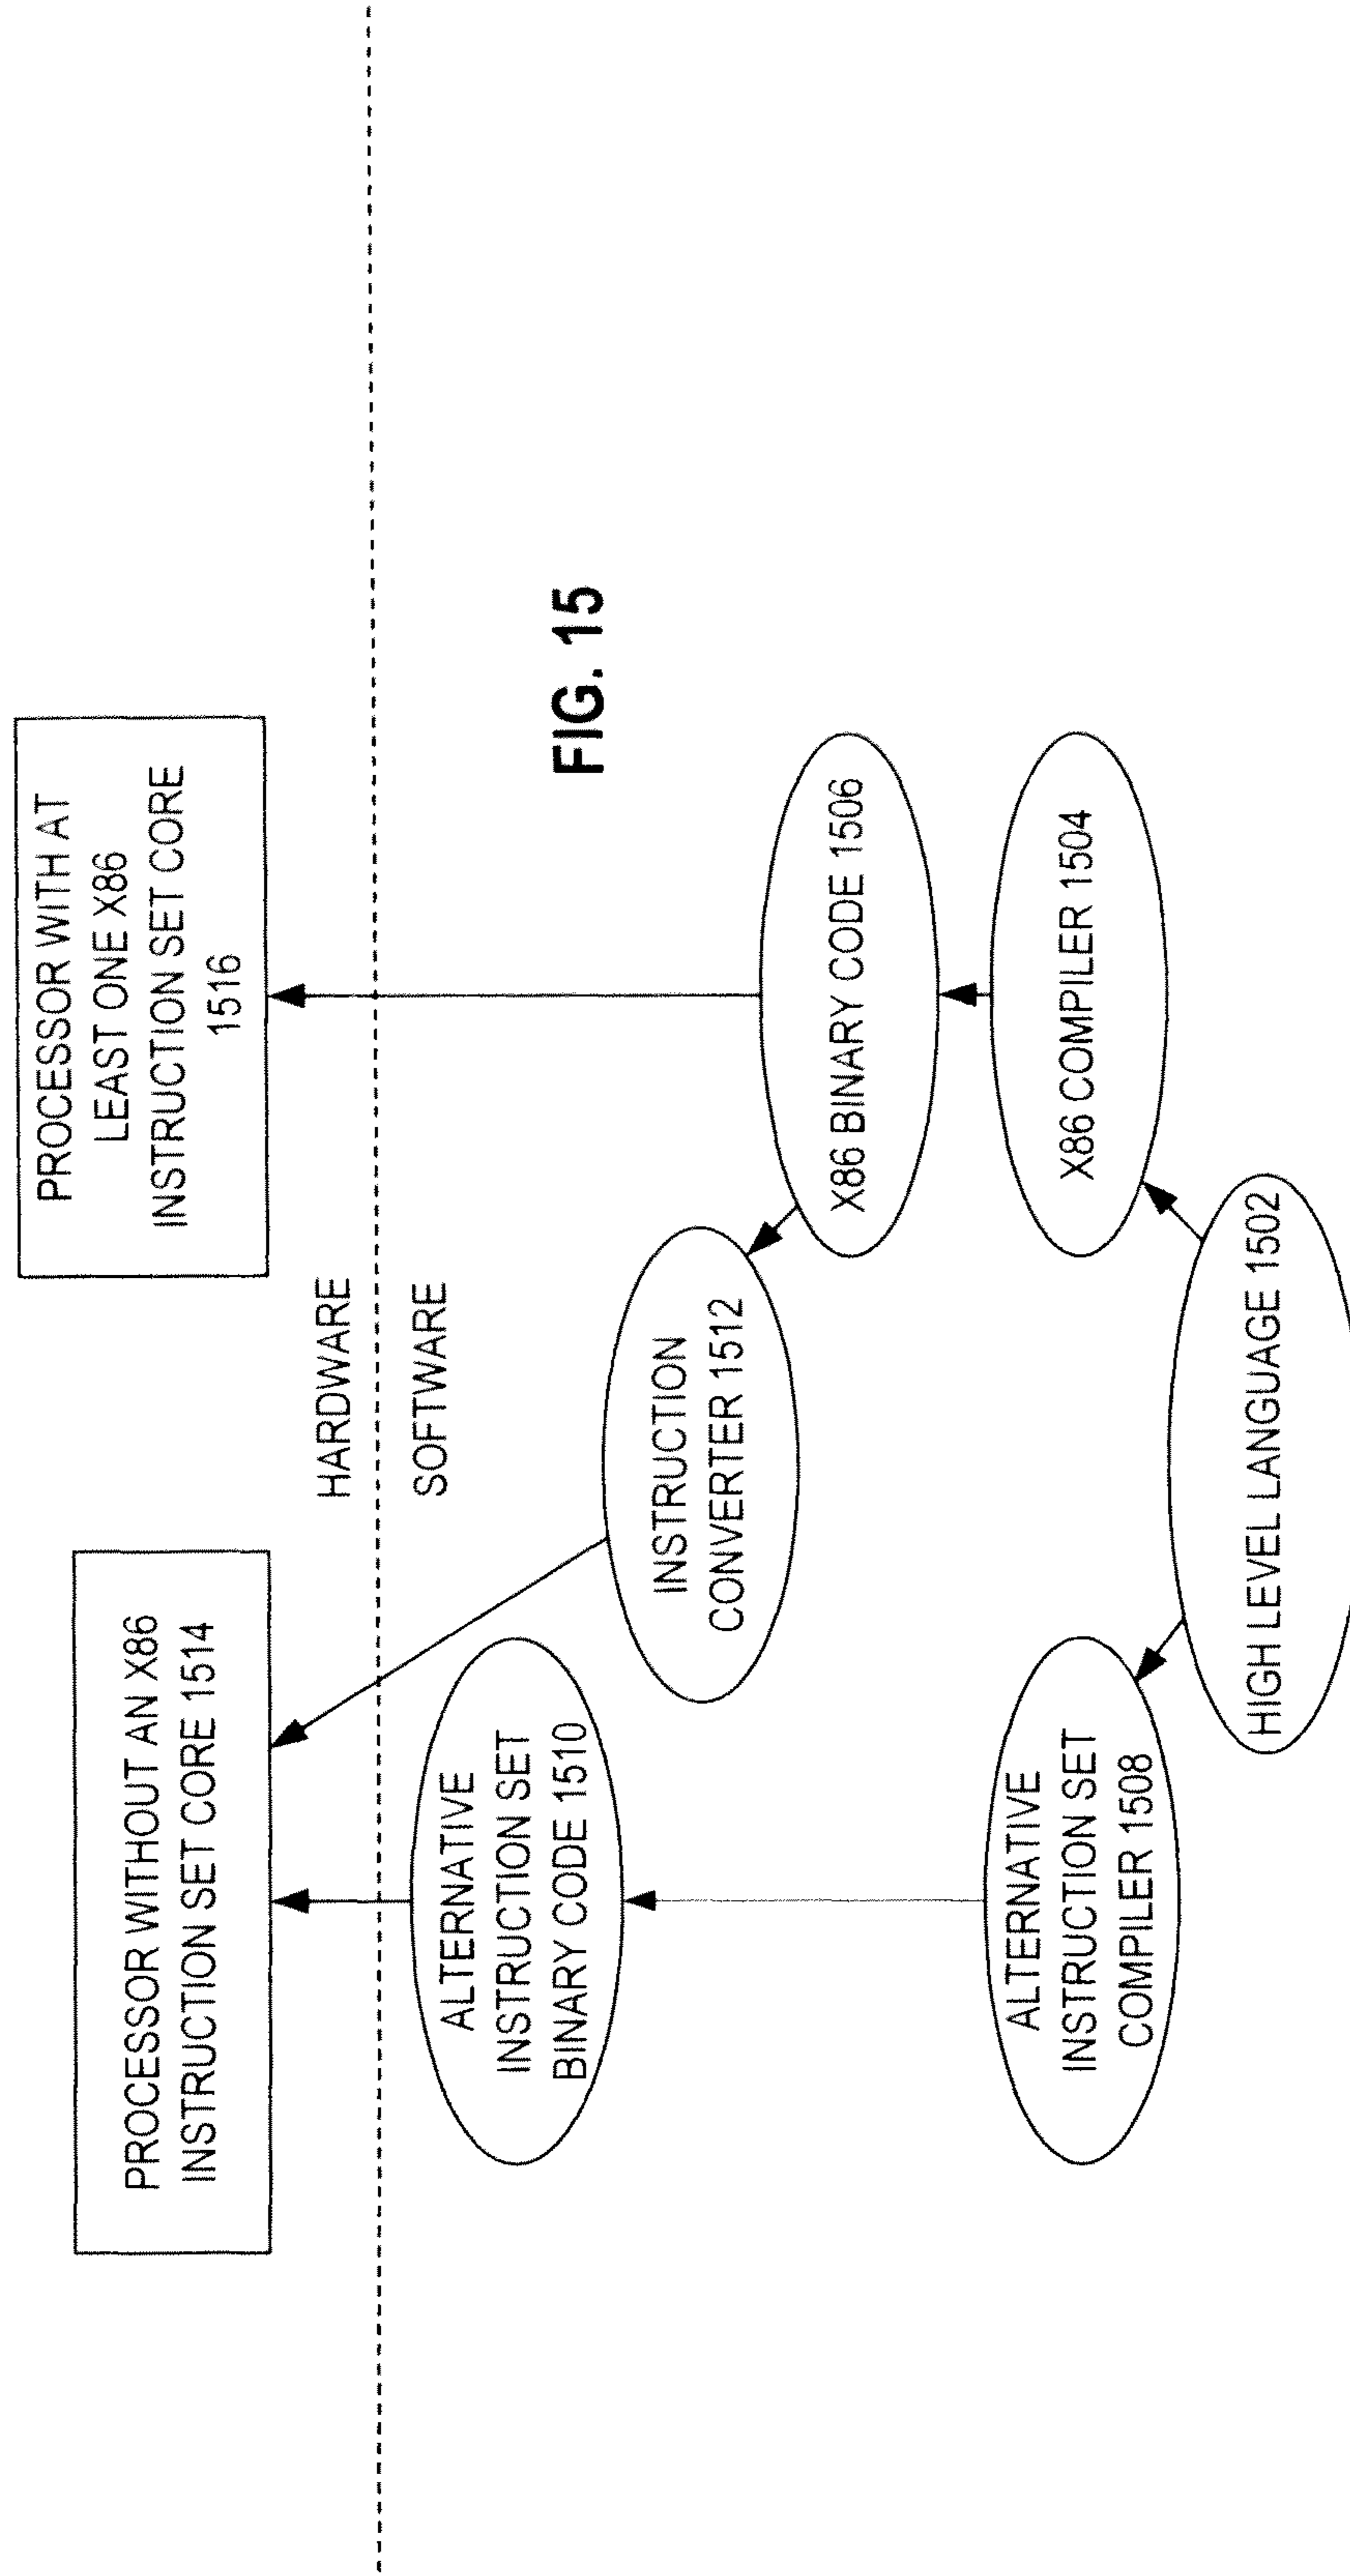 PROCESSOR WITHOUT AN X86
INSTRUCTION SET CORE 1514
PROCESSOR WITH AT
LEAST ONE X86
INSTRUCTION SET CORE
1516
HARDWARE
SOFTWARE
ALTERNATIVE
INSTRUCTION SET
BINARY CODE 1510
INSTRUCTION
CONVERTER 1512
FIG. 15
X86 BINARY CODE 1506
ALTERNATIVE
INSTRUCTION SET
COMPILER 1508
X86 COMPILER 1504
HIGH LEVEL LANGUAGE 1502